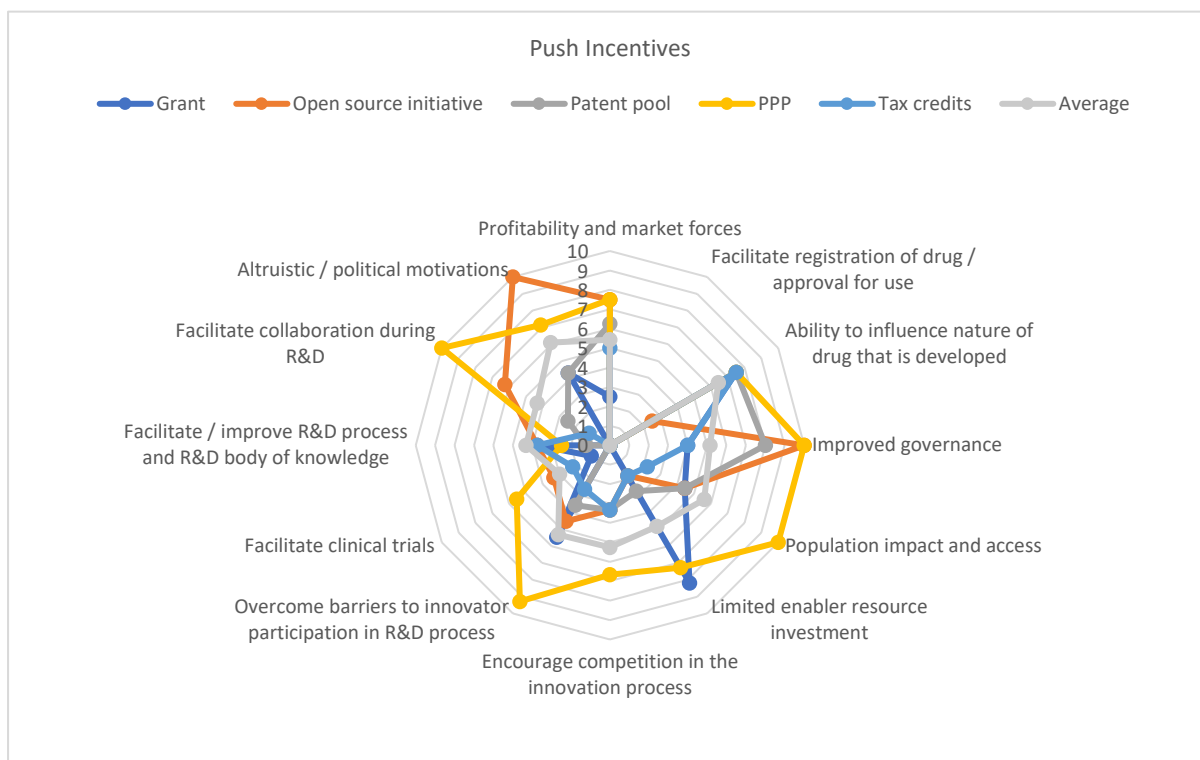 Push Incentives
Grant
Open source initiative
Patent pool
PPP
Tax credits
Average
Profitability and market forces
Facilitate registration of drug /
approval for use
Ability to influence nature of
drug that is developed
Improved governance
Population impact and access
Limited enabler resource
investment
Encourage competition in the
innovation process
Overcome barriers to innovator
participation in R&D process
Facilitate clinical trials
Facilitate / improve R&D process
and R&D body of knowledge
Facilitate collaboration during
R&D
Altruistic / political motivations
10
9
8
7
6
5
4
3
2
1
0